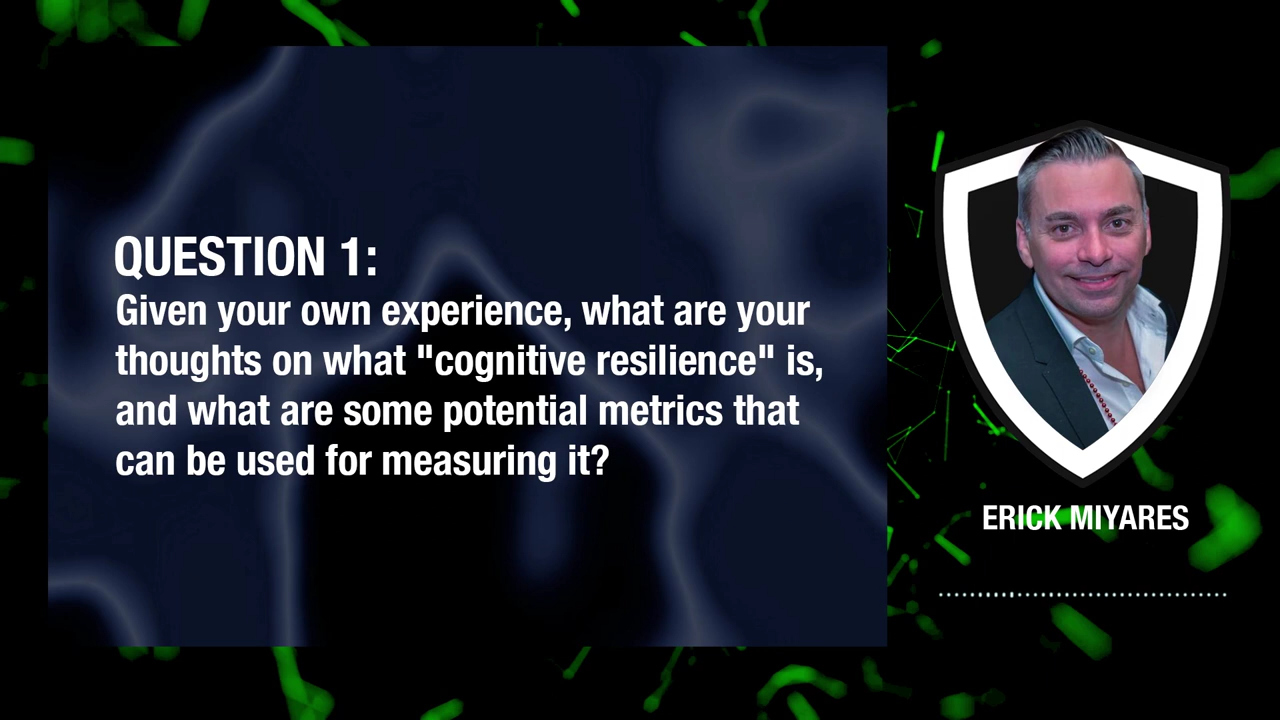 QUESTION 1:
Given your own experience, what are your
thoughts on what "cognitive resilience" is,
and what are some potential metrics that
can be used for measuring it?
ERICK MIYARES